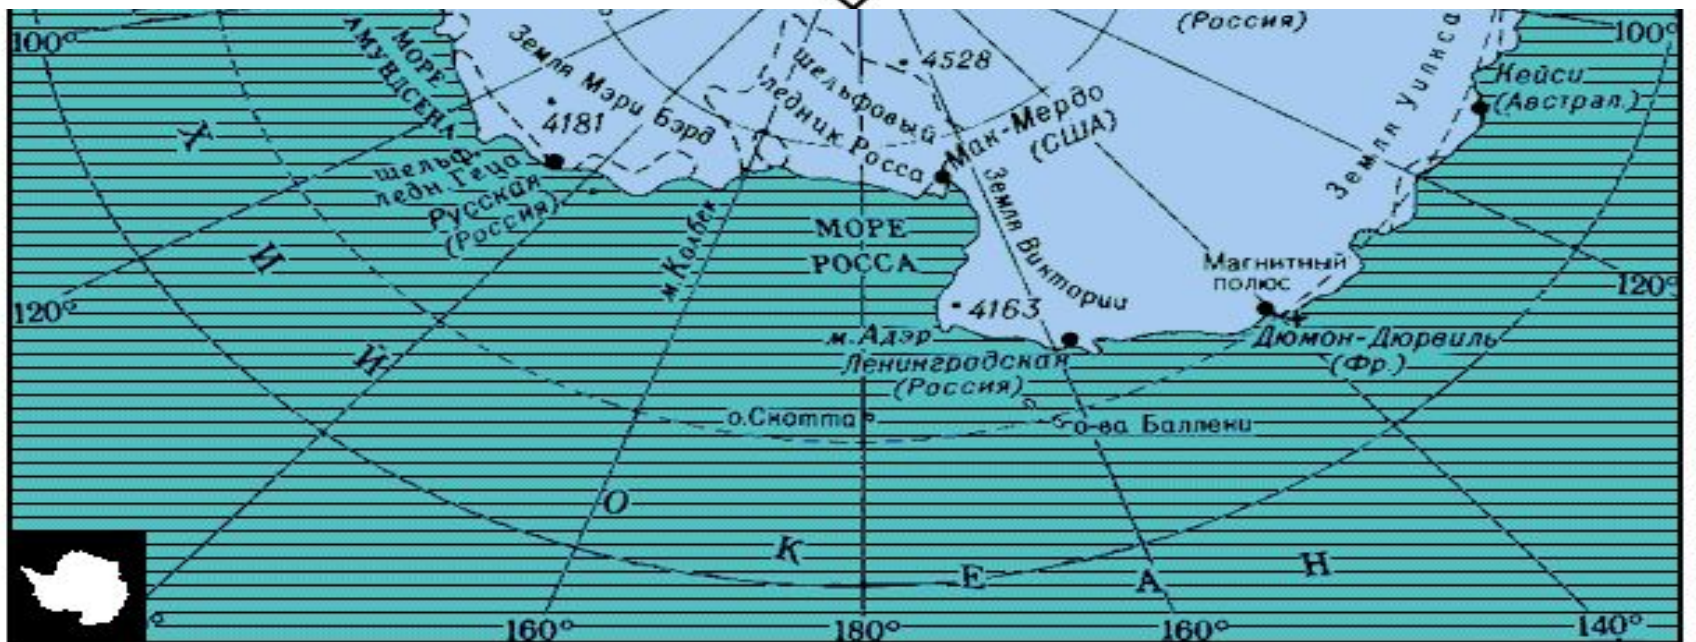 (Россия)
100°
100°
МОРЕ
АМУНДСЕНА
Земля Мэри Бэрд
4181
шельфовый
ледник Росса
4528
Мак-Мердо
(США)
Земля Уилкса
Кейси
(Австрал.)
шельф.
ледн. Геца
Русская
(Россия)
м.Колбек
МОРЕ
РОССА
Земля Виктории
Магнитный
полюс
120°
120°
4163
м.Адэр
Ленинградская
(Россия)
Дюмон-Дюрвиль
(Фр.)
о.Скотта
о-ва Баллени
Х И Й
О К Е А Н
160°
180°
160°
140°